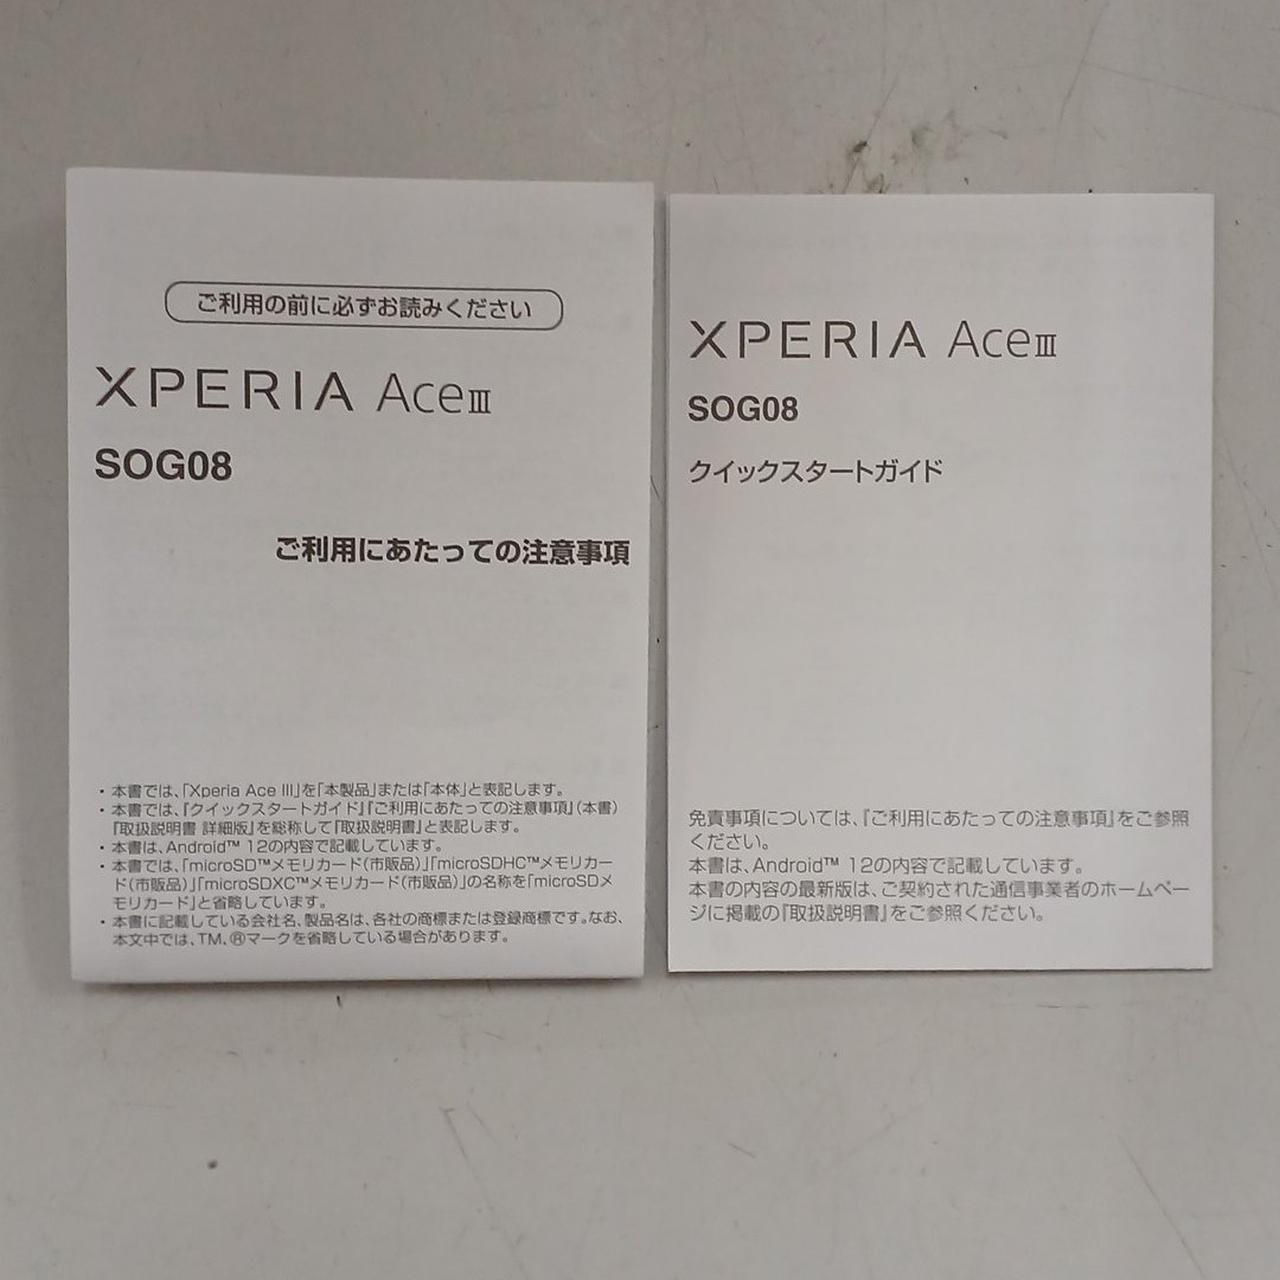 ご利用の前に必ずお読みください
XPERIA Ace III
SOG08
ご利用にあたっての注意事項
・本書では、「Xperia Ace III」を「本製品」または「本体」と表記します。
・本書では、『クイックスタートガイド』『ご利用にあたっての注意事項』(本書)
『取扱説明書 詳細版』を総称して『取扱説明書』と表記します。
・本書は、Android™ 12の内容で記載しています。
・本書では、「microSD™メモリカード(市販品)」「microSDHC™メモリカー
ド(市販品)」「microSDXC™メモリカード(市販品)」の名称を「microSDメ
モリカード」と省略しています。
・本書に記載している会社名、製品名は、各社の商標または登録商標です。なお、
本文中では、TM、®マークを省略している場合があります。
XPERIA Ace III
SOG08
クイックスタートガイド
免責事項については、『ご利用にあたっての注意事項』をご参照
ください。
本書は、Android™ 12の内容で記載しています。
本書の内容の最新版は、ご契約された通信事業者のホームペー
ジに掲載の『取扱説明書』をご参照ください。